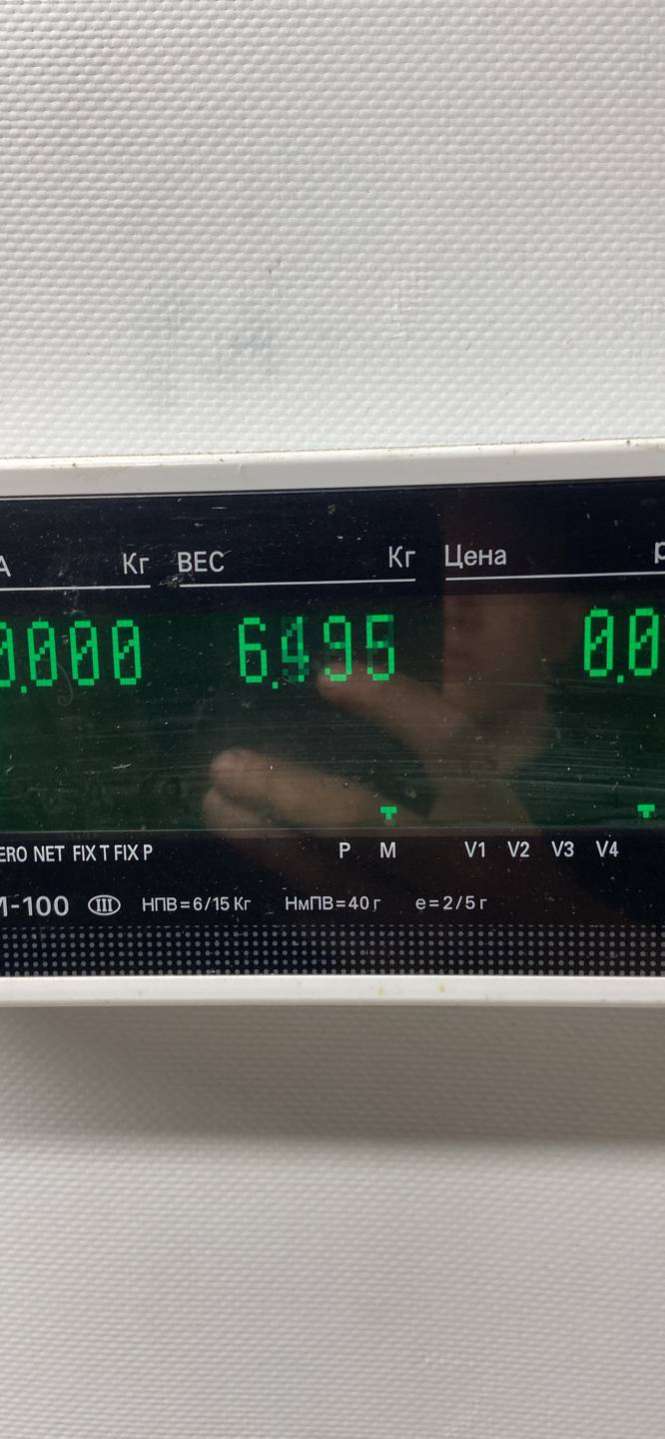 А Кг ВЕС Кг Цена р
0.000 6.495 0.0
ERO NET FIX T FIX P P M V1 V2 V3 V4
M-100 III НПВ=6/15 Кг НмПВ=40 г e=2/5 г